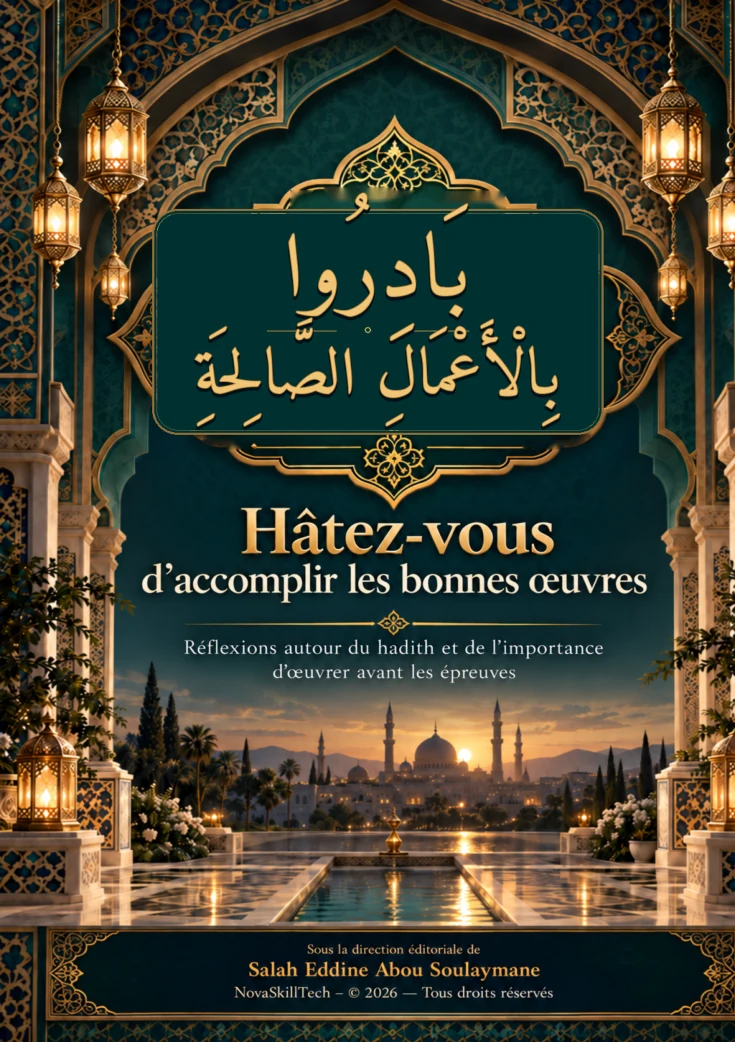 بَادرُوا
بِالْأَعْمَالَِ الصَّالِحَةِ
Hâtez-vous
d’accomplir les bonnes œuvres
Réflexions autour du hadith et de l’importance
d’œuvrer avant les épreuves
Sous la direction éditoriale de
Salah Eddine Abou Soulaymane
NovaSkillTech – © 2026 — Tous droits réservés